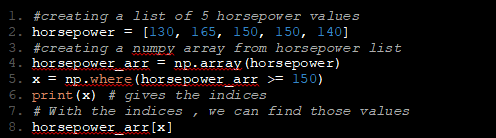 1. #creating a list of 5 horsepower values
2. horsepower = [130, 165, 150, 150, 140]
3. #creating a numpy array from horsepower list
4. horsepower_arr = np.array(horsepower)
5. x = np.where(horsepower_arr >= 150)
6. print(x) # gives the indices
7. # With the indices , we can find those values
8. horsepower_arr[x]